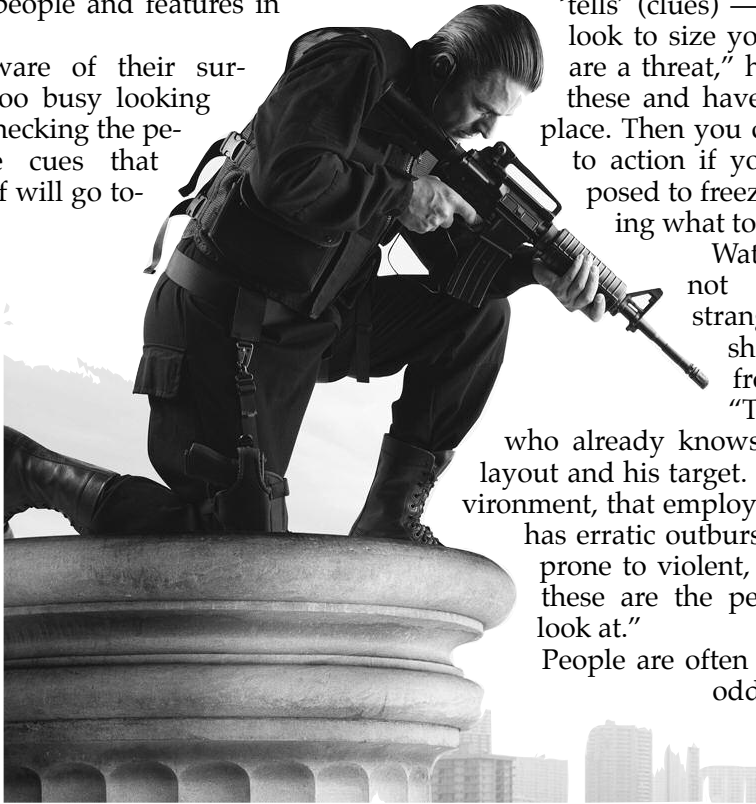 people and features in
ware of their sur-
too busy looking
checking the pe-
cues that
f will go to-
'tells' (clues) —
look to size yo
are a threat," h
these and have
place. Then you
to action if yo
posed to freez
ing what to
Wat
not
strang
sh
fro
"T
who already knows
layout and his target.
vironment, that employ
has erratic outburs
prone to violent,
these are the pe
look at."
People are often
odd